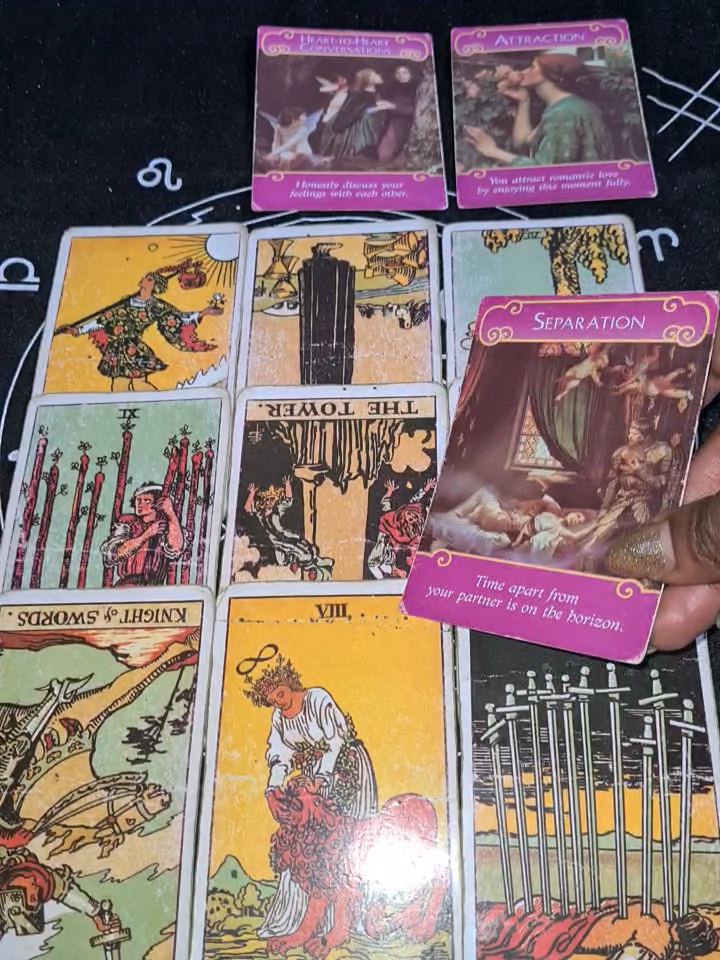 HEART-TO-HEART
CONVERSATIONS
Honestly discuss your
feelings with each other.
ATTRACTION
You attract romantic love
by enjoying this moment fully.
SEPARATION
Time apart from
your partner is on the horizon.
IX
THE TOWER.
KNIGHT of SWORDS.
VIII